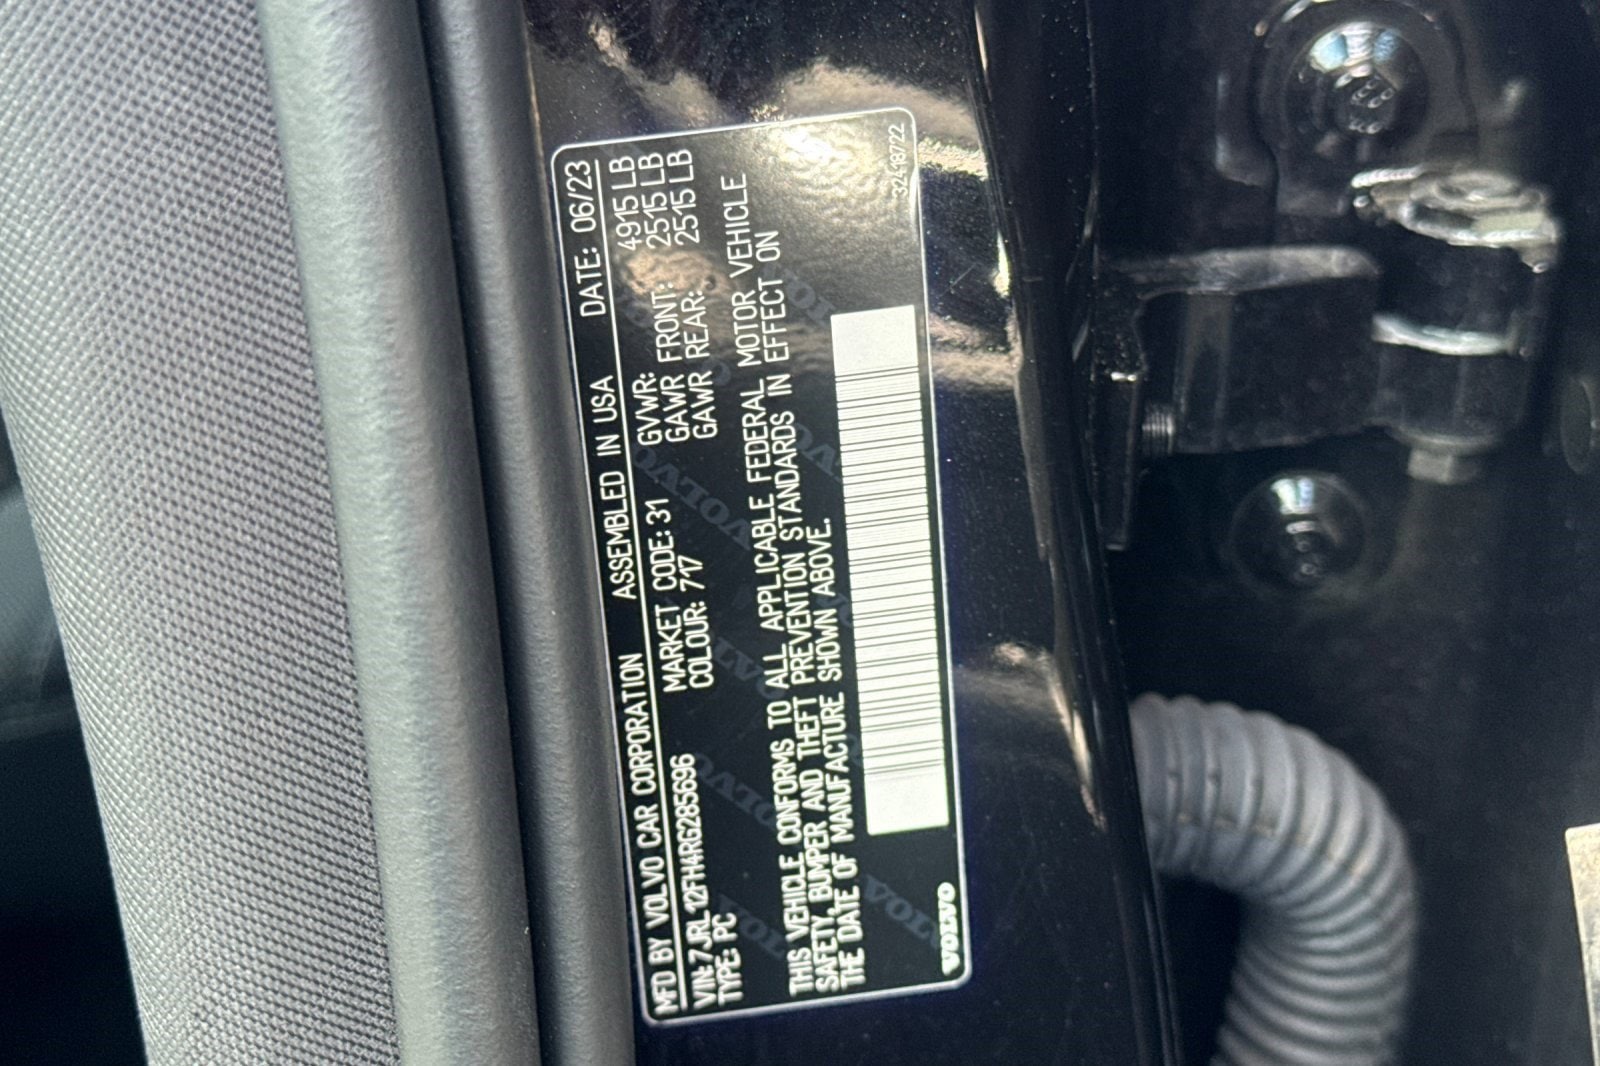 MFD BY VOLVO CAR CORPORATION ASSEMBLED IN USA DATE: 06/23
VIN: 7JRL12FH4RG285696 MARKET CODE: 31 GVWR: 4915 LB
TYPE: PC COLOUR: 717 GAWR FRONT: 2515 LB
GAWR REAR: 2515 LB
THIS VEHICLE CONFORMS TO ALL APPLICABLE FEDERAL MOTOR VEHICLE
SAFETY, BUMPER AND THEFT PREVENTION STANDARDS IN EFFECT ON
THE DATE OF MANUFACTURE SHOWN ABOVE.
VOLVO 32418722